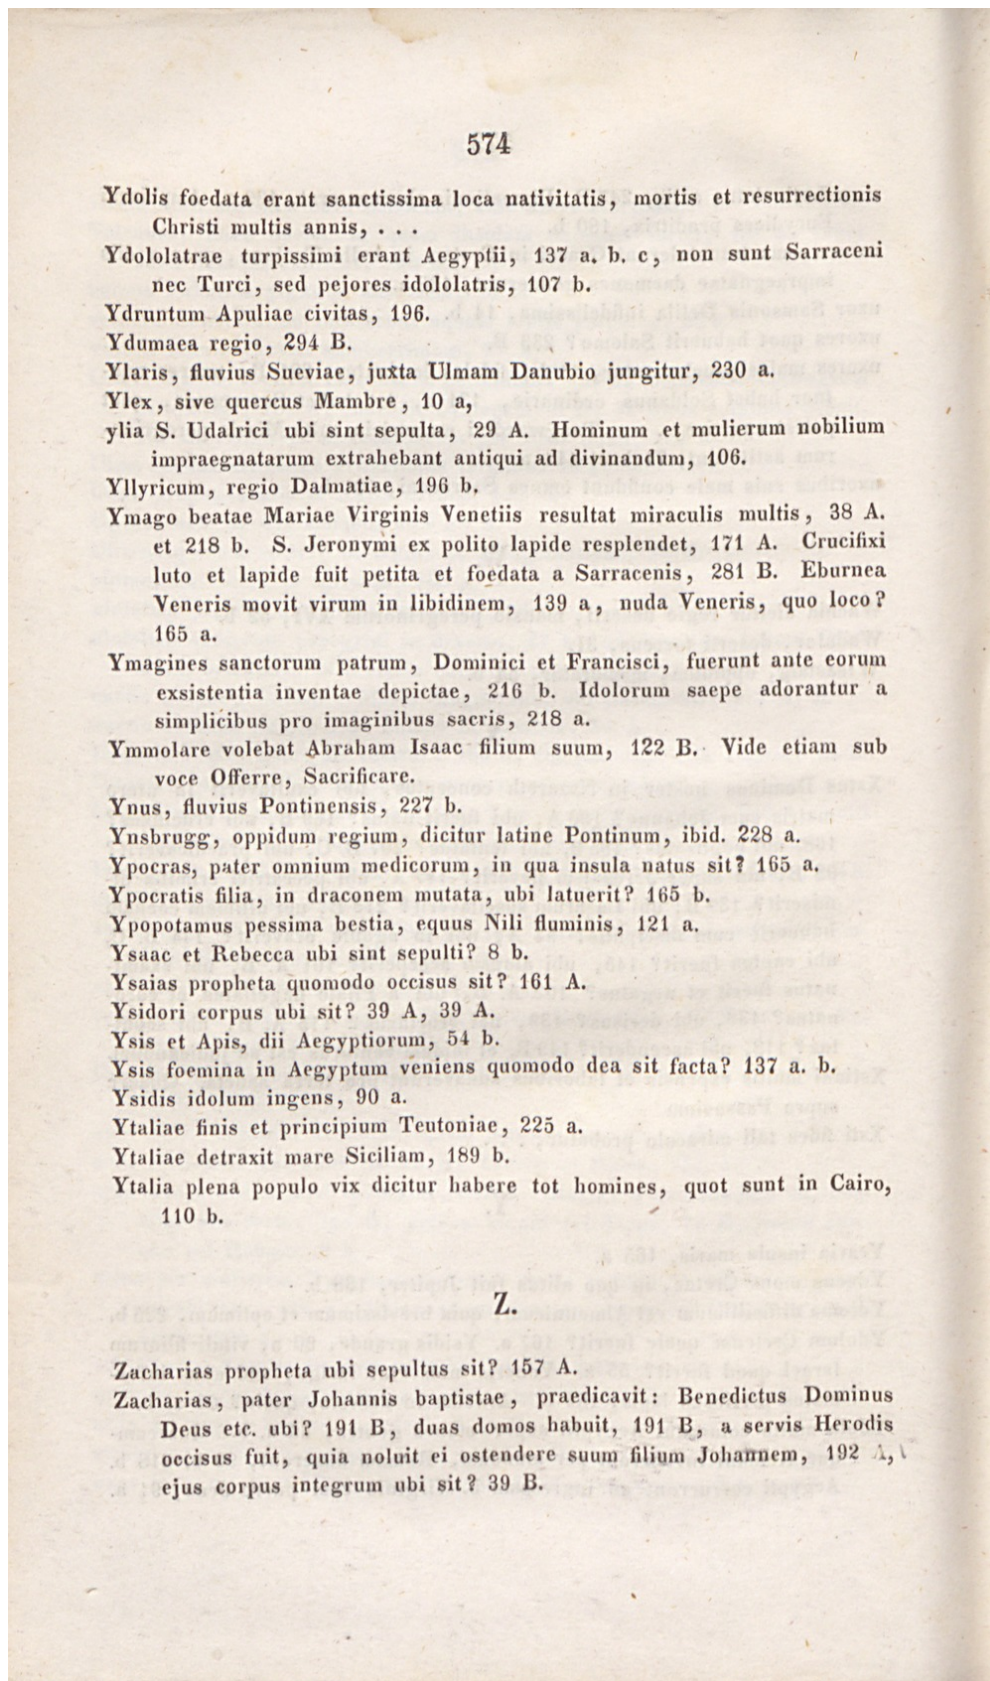 574
Ydolis foedata erant sanctissima loca nativitatis, mortis et resurrectionis
Christi multis annis, . . .
Ydololatrae turpissimi erant Aegyptii, 137 a. b. c, non sunt Sarraceni
nec Turci, sed pejores idololatris, 107 b.
Ydruntum Apuliae civitas, 196.
Ydumaea regio, 294 B.
Ylaris, fluvius Sueviae, juxta Ulmam Danubio jungitur, 230 a.
Ylex, sive quercus Mambre, 10 a,
ylia S. Udalrici ubi sint sepulta, 29 A. Hominum et mulierum nobilium
impraegnatarum extrahebant antiqui ad divinandum, 106.
Yllyricum, regio Dalmatiae, 196 b.
Ymago beatae Mariae Virginis Venetiis resultat miraculis multis, 38 A.
et 218 b. S. Jeronymi ex polito lapide resplendet, 171 A. Crucifixi
luto et lapide fuit petita et foedata a Sarracenis, 281 B. Eburnea
Veneris movit virum in libidinem, 139 a, nuda Veneris, quo loco?
165 a.
Ymagines sanctorum patrum, Dominici et Francisci, fuerunt ante eorum
exsistentia inventae depictae, 216 b. Idolorum saepe adorantur a
simplicibus pro imaginibus sacris, 218 a.
Ymmolare volebat Abraham Isaac filium suum, 122 B. Vide etiam sub
voce Offerre, Sacrificare.
Ynus, fluvius Pontinensis, 227 b.
Ynsbrugg, oppidum regium, dicitur latine Pontinum, ibid. 228 a.
Ypocras, pater omnium medicorum, in qua insula natus sit? 165 a.
Ypocratis filia, in draconem mutata, ubi latuerit? 165 b.
Ypopotamus pessima bestia, equus Nili fluminis, 121 a.
Ysaac et Rebecca ubi sint sepulti? 8 b.
Ysaias propheta quomodo occisus sit? 161 A.
Ysidori corpus ubi sit? 39 A, 39 A.
Ysis et Apis, dii Aegyptiorum, 54 b.
Ysis foemina in Aegyptum veniens quomodo dea sit facta? 137 a. b.
Ysidis idolum ingens, 90 a.
Ytaliae finis et principium Teutoniae, 225 a.
Ytaliae detraxit mare Siciliam, 189 b.
Ytalia plena populo vix dicitur habere tot homines, quot sunt in Cairo,
110 b.
Z.
Zacharias propheta ubi sepultus sit? 157 A.
Zacharias, pater Johannis baptistae, praedicavit: Benedictus Dominus
Deus etc. ubi? 191 B, duas domos habuit, 191 B, a servis Herodis
occisus fuit, quia noluit ei ostendere suum filium Johannem, 192 A,
ejus corpus integrum ubi sit? 39 B.